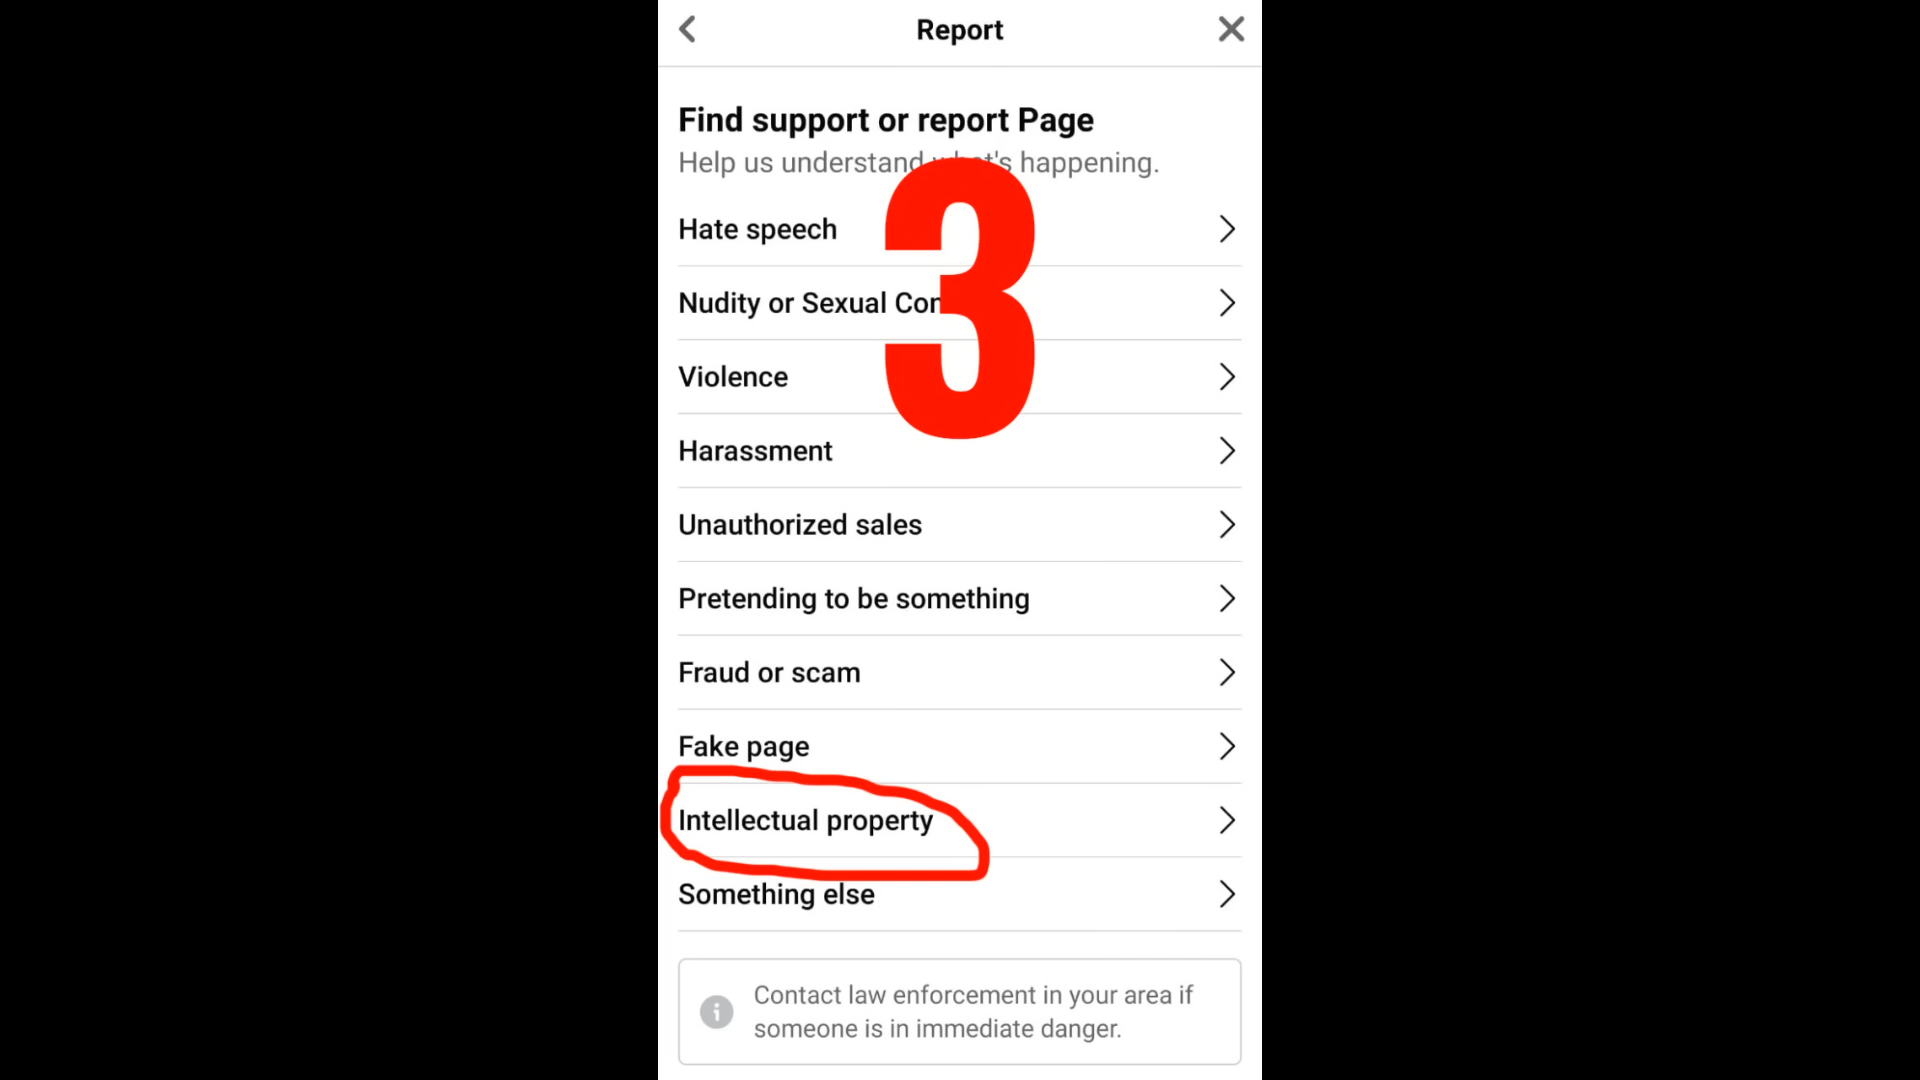 Report
Find support or report Page
Help us understand what's happening.
3
Hate speech
Nudity or Sexual Con
Violence
Harassment
Unauthorized sales
Pretending to be something
Fraud or scam
Fake page
Intellectual property
Something else
Contact law enforcement in your area if
someone is in immediate danger.